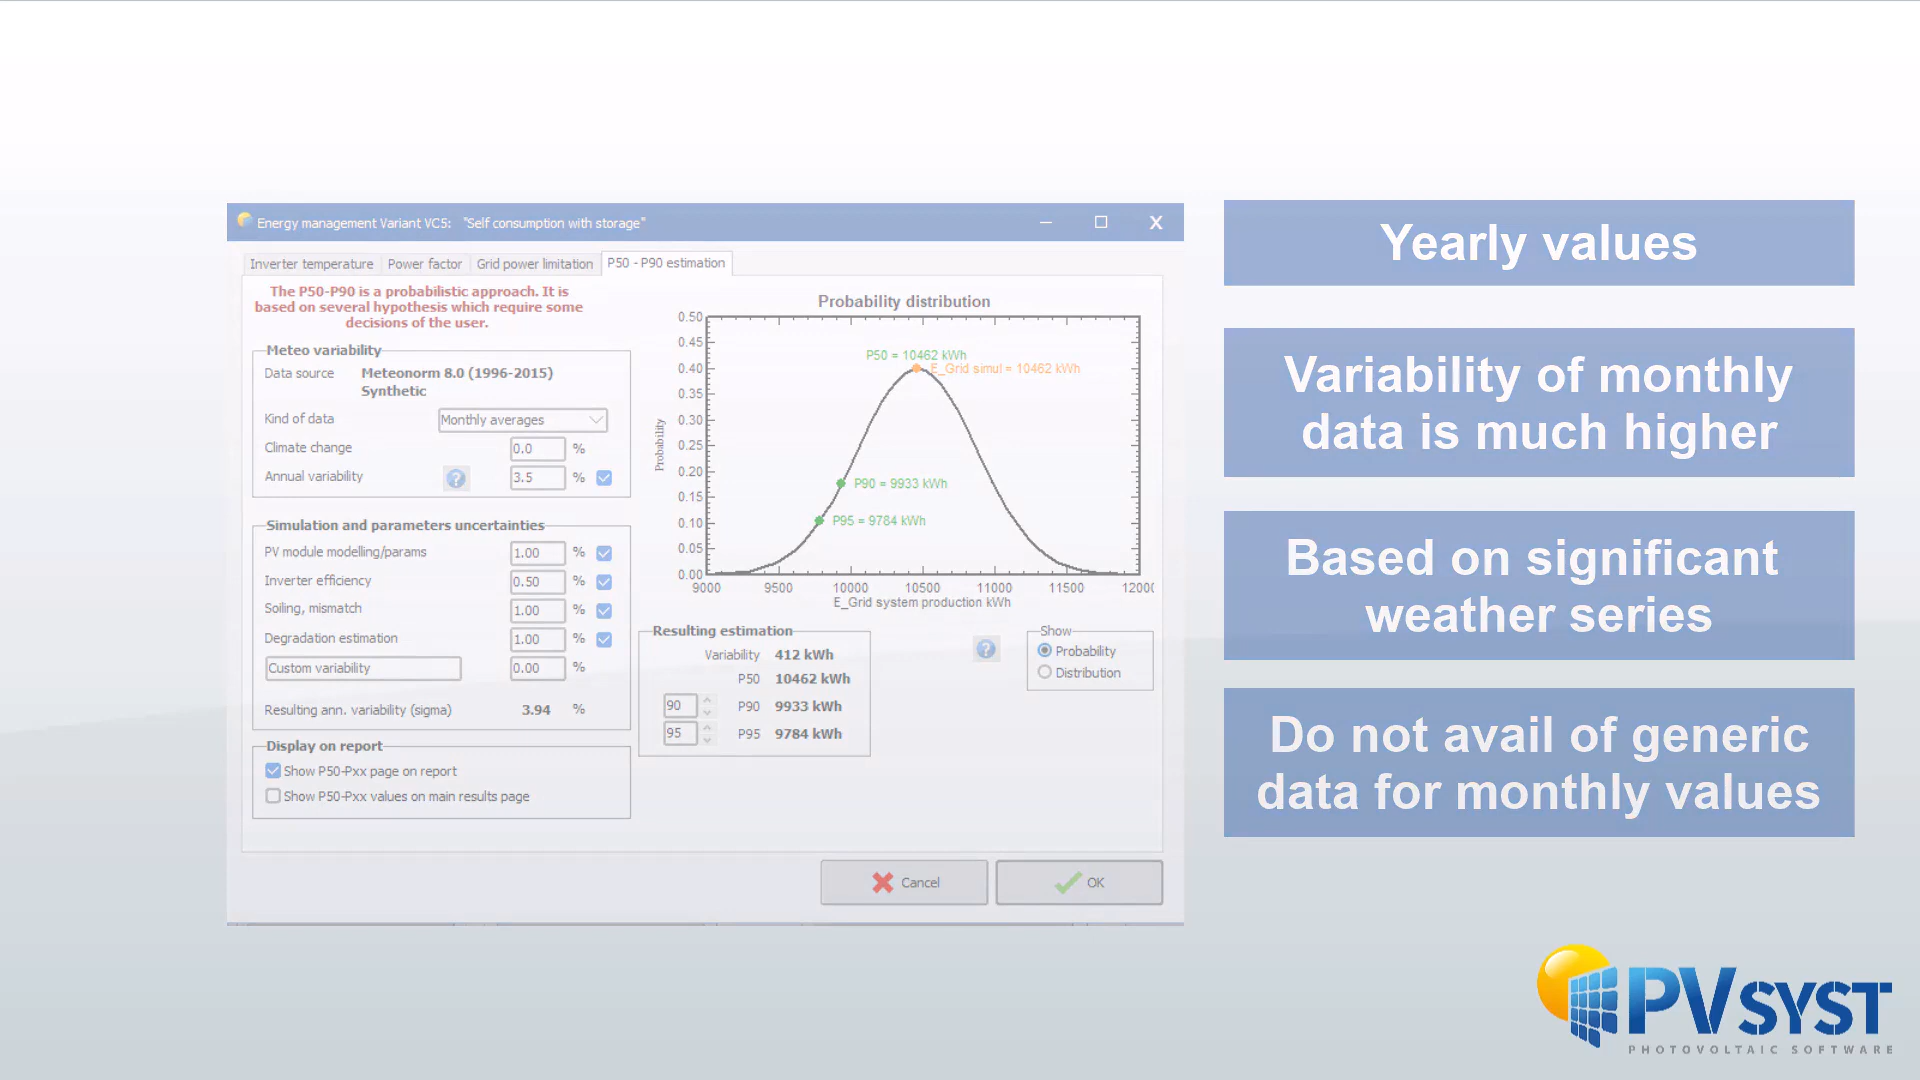 Energy management Variant VC5: "Self consumption with storage"
Inverter temperature Power factor Grid power limitation P50 - P90 estimation
The P50-P90 is a probabilistic approach. It is
based on several hypothesis which require some
decisions of the user.
Meteo variability
Data source Meteonorm 8.0 (1996-2015)
Synthetic
Kind of data Monthly averages
Climate change 0.0 %
Annual variability ? 3.5 %
Simulation and parameters uncertainties
PV module modelling/params 1.00 %
Inverter efficiency 0.50 %
Soiling, mismatch 1.00 %
Degradation estimation 1.00 %
Custom variability 0.00 %
Resulting ann. variability (sigma) 3.94 %
Display on report
Show P50-Pxx page on report
Show P50-Pxx values on main results page
Probability distribution
0.50
0.45
0.40
0.35
0.30
0.25
0.20
0.15
0.10
0.05
0.00
Probability
P50 = 10462 kWh
E_Grid simul = 10462 kWh
P90 = 9933 kWh
P95 = 9784 kWh
9000 9500 10000 10500 11000 11500 1200
E_Grid system production kWh
Resulting estimation
Variability 412 kWh
P50 10462 kWh
90 P90 9933 kWh
95 P95 9784 kWh
?
Show
Probability
Distribution
Cancel OK
Yearly values
Variability of monthly
data is much higher
Based on significant
weather series
Do not avail of generic
data for monthly values
PVSYST
PHOTOVOLTAIC SOFTWARE